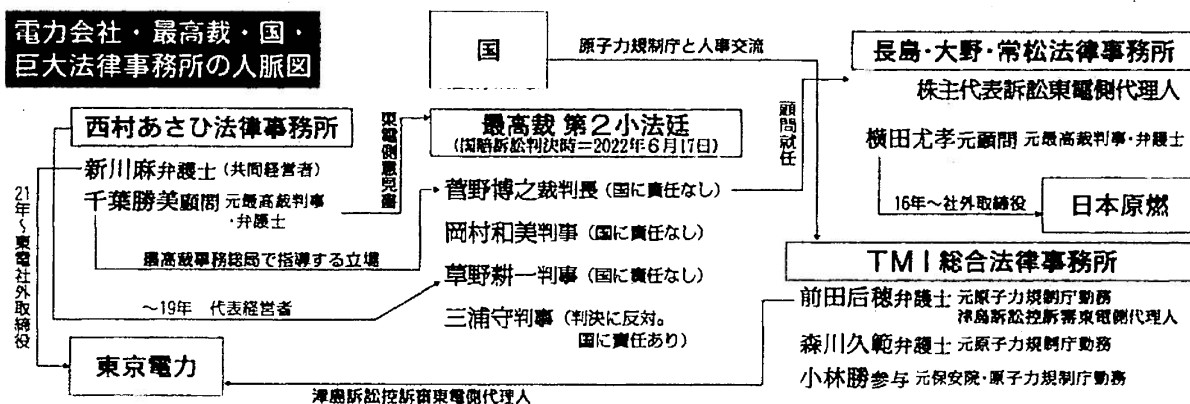 電力会社・最高裁・国・
巨大法律事務所の人脈図
国
原子力規制庁と人事交流
長島・大野・常松法律事務所
株主代表訴訟東電側代理人
横田尤孝元顧問 元最高裁判事・弁護士
16年～社外取締役
日本原燃
顧問就任
西村あさひ法律事務所
新川麻弁護士(共同経営者)
千葉勝美顧問 元最高裁判事
・弁護士
東電側意見書
最高裁事務総局で指導する立場
～19年 代表経営者
21年～東電社外取締役
東京電力
最高裁 第2小法廷
(国賠訴訟判決時=2022年6月17日)
菅野博之裁判長(国に責任なし)
岡村和美判事(国に責任なし)
草野耕一判事(国に責任なし)
三浦守判事(判決に反対。
国に責任あり)
TMI総合法律事務所
前田后穂弁護士 元原子力規制庁勤務
津島訴訟控訴審東電側代理人
森川久範弁護士 元原子力規制庁勤務
小林勝参与 元保安院・原子力規制庁勤務
津島訴訟控訴審東電側代理人